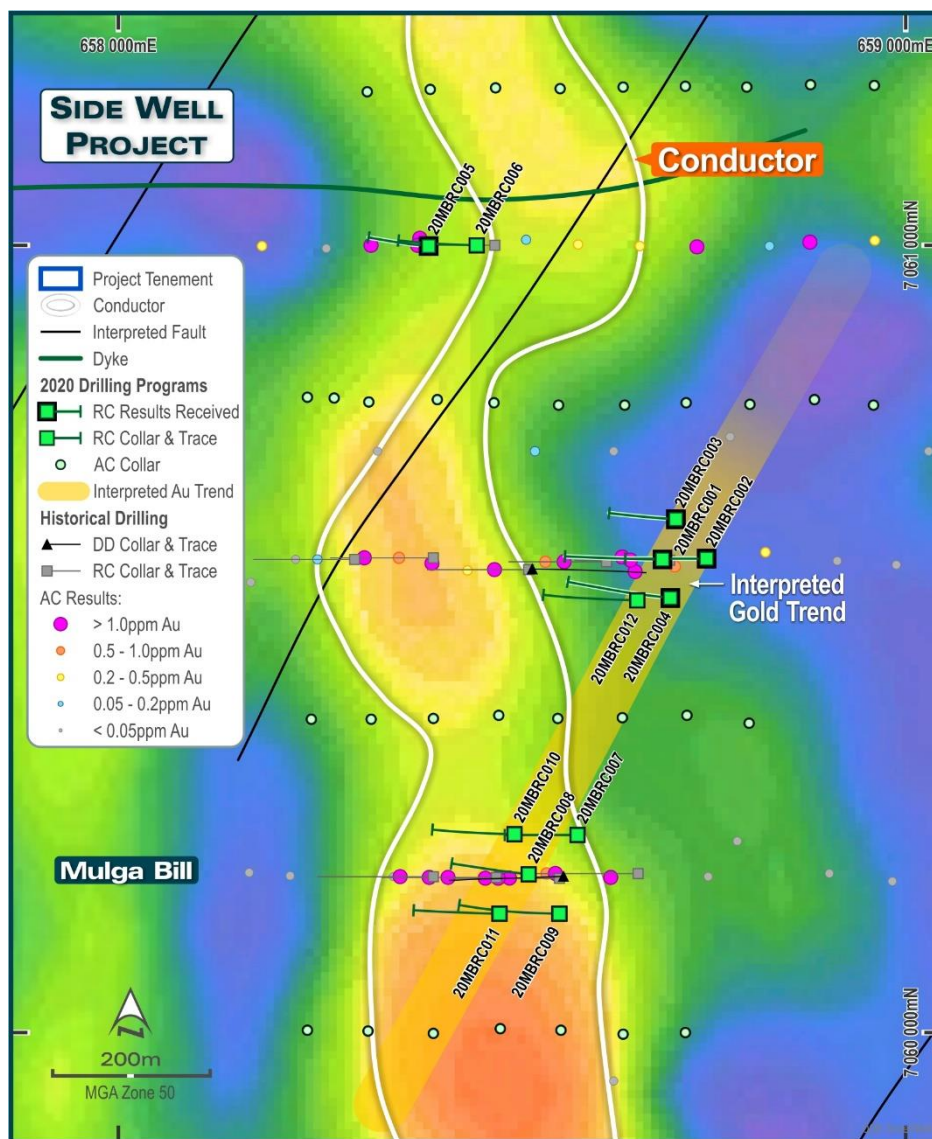 658 000mE
659 000mE
SIDE WELL
PROJECT
Conductor
20MBRC005
20MBRC006
7 061 000mN
Project Tenement
Conductor
Interpreted Fault
Dyke
2020 Drilling Programs
RC Results Received
RC Collar & Trace
AC Collar
Interpreted Au Trend
Historical Drilling
DD Collar & Trace
RC Collar & Trace
AC Results:
> 1.0ppm Au
0.5 - 1.0ppm Au
0.2 - 0.5ppm Au
0.05 - 0.2ppm Au
< 0.05ppm Au
20MBRC003
20MBRC001
20MBRC002
Interpreted
Gold Trend
20MBRC012
20MBRC004
20MBRC010
20MBRC008
20MBRC007
Mulga Bill
20MBRC011
20MBRC009
7 060 000mN
N
200m
MGA Zone 50